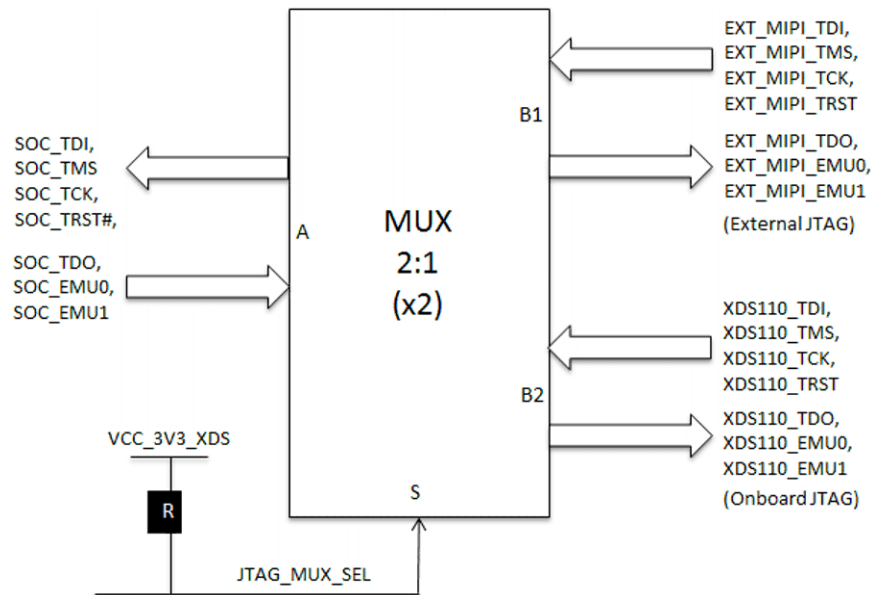 EXT_MIPI_TDI,
EXT_MIPI_TMS,
EXT_MIPI_TCK,
EXT_MIPI_TRST
B1
SOC_TDI,
SOC_TMS
SOC_TCK,
SOC_TRST#,
EXT_MIPI_TDO,
EXT_MIPI_EMU0,
EXT_MIPI_EMU1
(External JTAG)
A
MUX
2:1
(x2)
SOC_TDO,
SOC_EMU0,
SOC_EMU1
XDS110_TDI,
XDS110_TMS,
XDS110_TCK,
XDS110_TRST
B2
XDS110_TDO,
XDS110_EMU0,
XDS110_EMU1
(Onboard JTAG)
VCC_3V3_XDS
R
S
JTAG_MUX_SEL